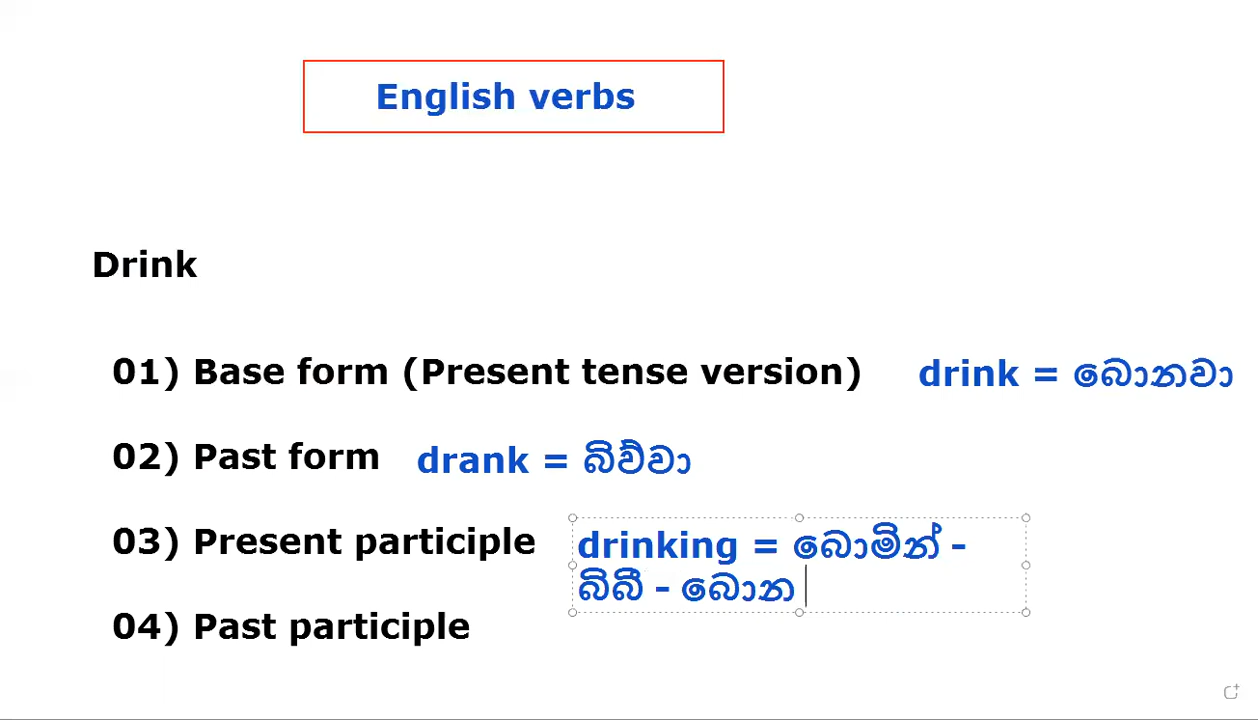 English verbs
Drink
01) Base form (Present tense version) drink = බොනවා
02) Past form drank = බිව්වා
03) Present participle drinking = බොමින් -
බිබී - බොන
04) Past participle